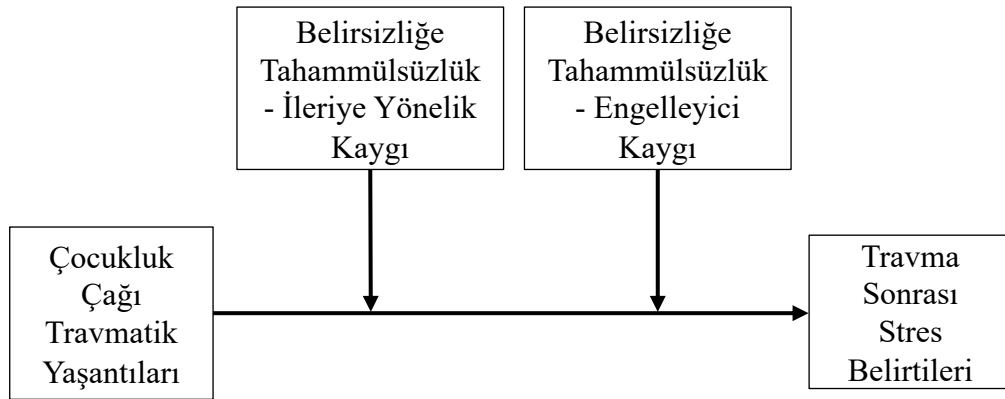 Belirsizliğe
Tahammülsüzlük
- İleriye Yönelik
Kaygı
Belirsizliğe
Tahammülsüzlük
- Engelleyici
Kaygı
Çocukluk
Çağı
Travmatik
Yaşantıları
Travma
Sonrası
Stres
Belirtileri